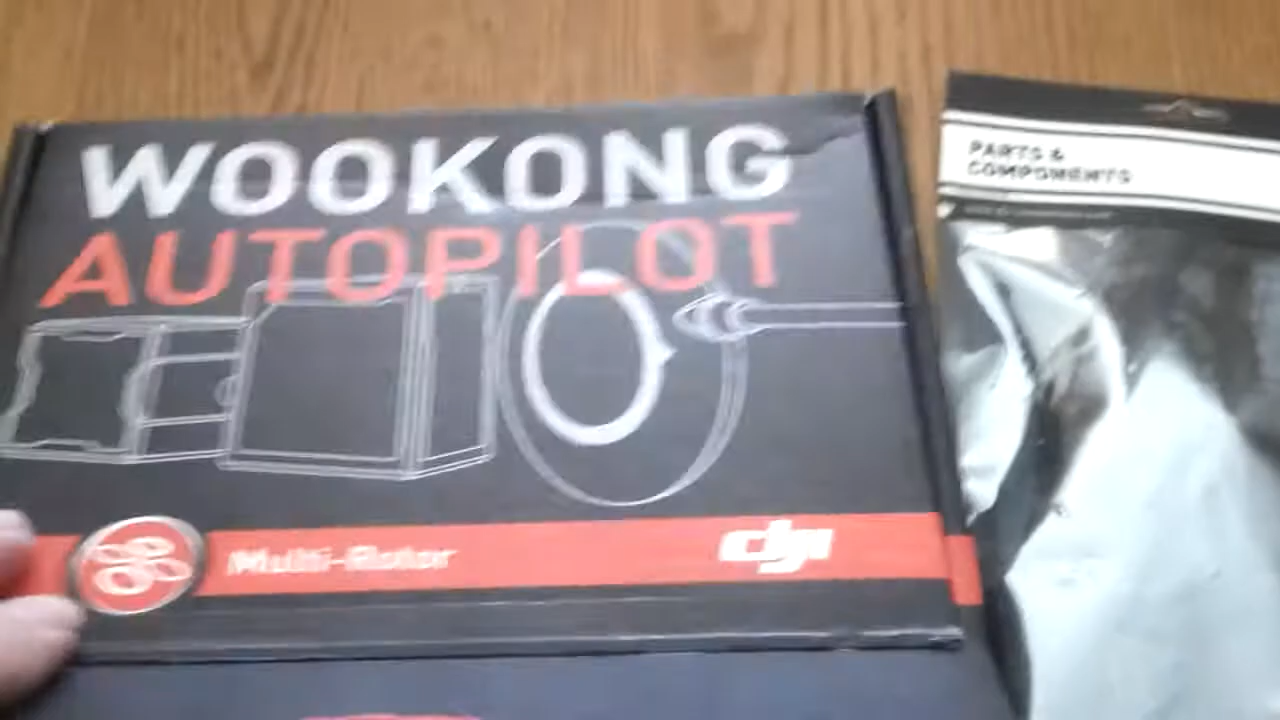 WOOKONG
AUTOPILOT
Multi-Rotor
dji
PARTS &
COMPONENTS